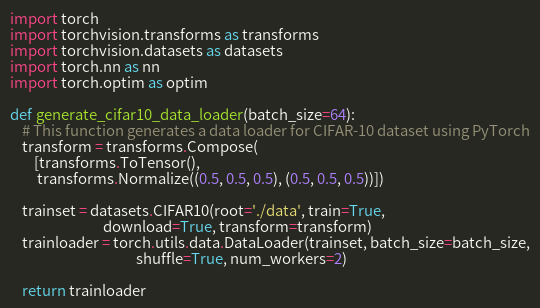 import torch
import torchvision.transforms as transforms
import torchvision.datasets as datasets
import torch.nn as nn
import torch.optim as optim

def generate_cifar10_data_loader(batch_size=64):
    # This function generates a data loader for CIFAR-10 dataset using PyTorch
    transform = transforms.Compose(
        [transforms.ToTensor(),
         transforms.Normalize((0.5, 0.5, 0.5), (0.5, 0.5, 0.5))])

    trainset = datasets.CIFAR10(root='./data', train=True,
                            download=True, transform=transform)
    trainloader = torch.utils.data.DataLoader(trainset, batch_size=batch_size,
                                      shuffle=True, num_workers=2)

    return trainloader